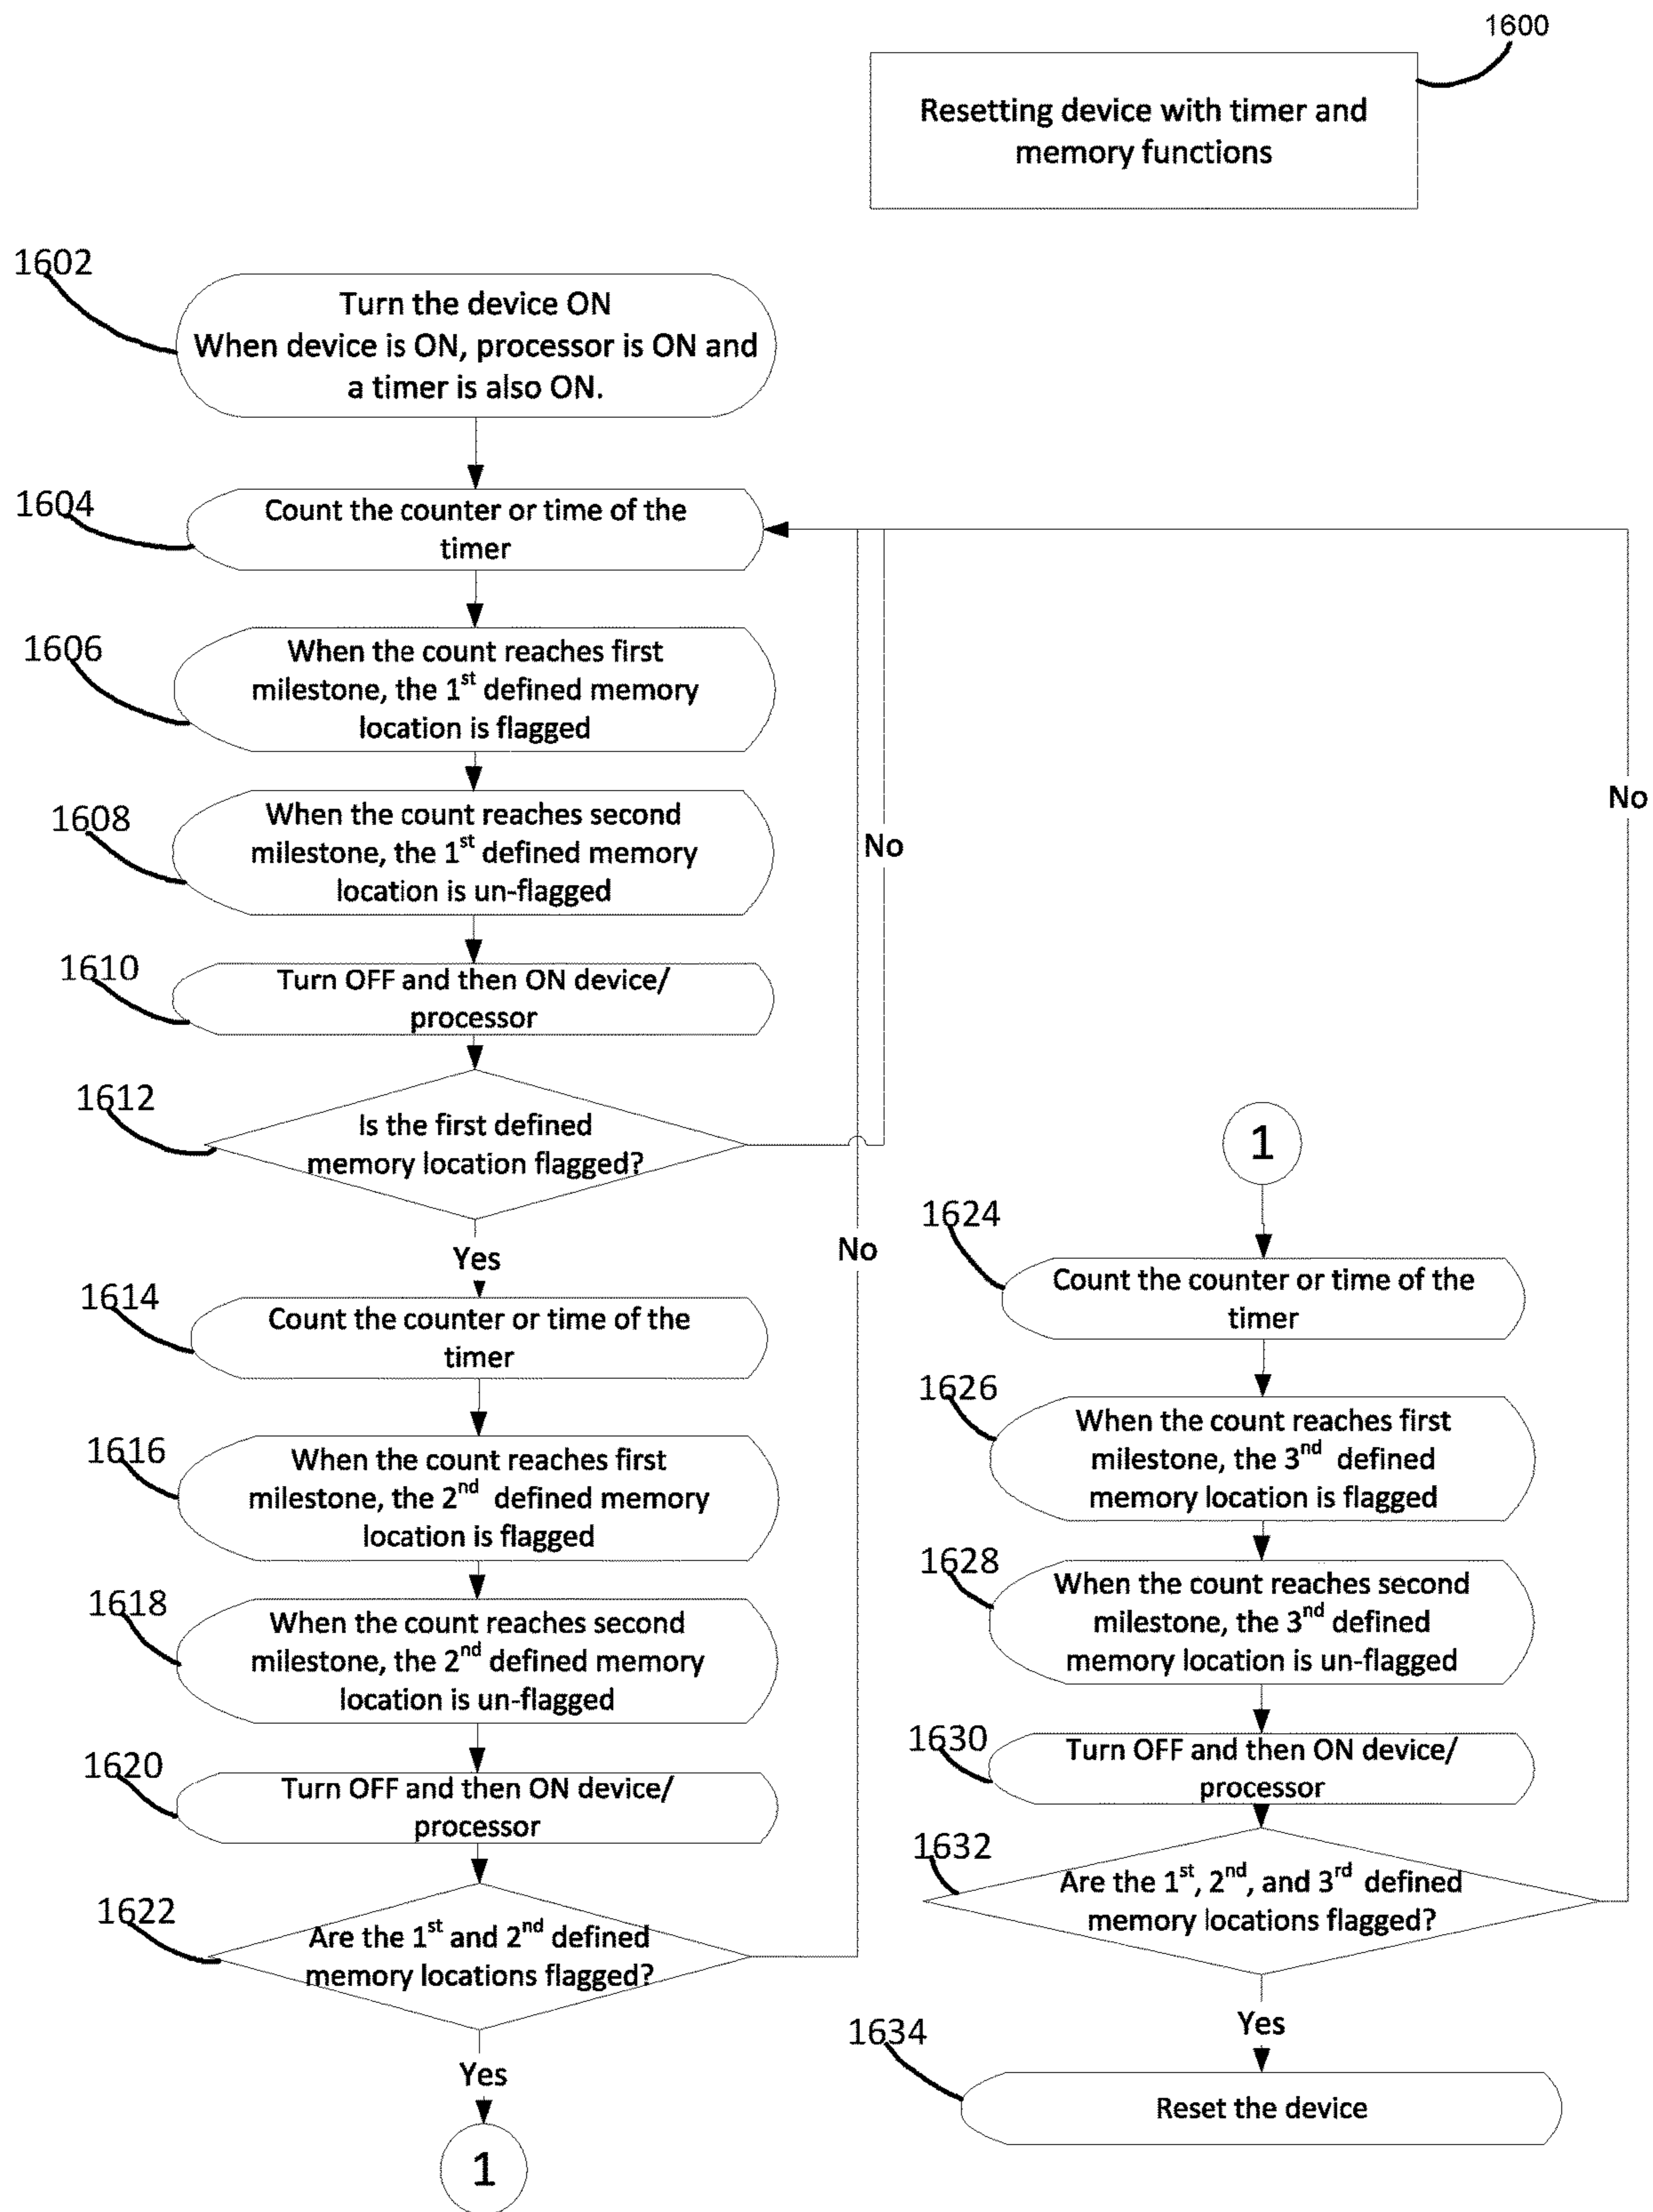 1600
Resetting device with timer and
memory functions
1602
Turn the device ON
When device is ON, processor is ON and
a timer is also ON.
1604
Count the counter or time of the
timer
1606
When the count reaches first
milestone, the 1st defined memory
location is flagged
1608
When the count reaches second
milestone, the 1st defined memory
location is un-flagged
No
1610
Turn OFF and then ON device/
processor
1612
Is the first defined
memory location flagged?
Yes
No
1614
Count the counter or time of the
timer
1616
When the count reaches first
milestone, the 2nd defined memory
location is flagged
1618
When the count reaches second
milestone, the 2nd defined memory
location is un-flagged
1620
Turn OFF and then ON device/
processor
1622
Are the 1st and 2nd defined
memory locations flagged?
Yes
1
No
1
1624
Count the counter or time of the
timer
1626
When the count reaches first
milestone, the 3nd defined
memory location is flagged
1628
When the count reaches second
milestone, the 3nd defined
memory location is un-flagged
1630
Turn OFF and then ON device/
processor
1632
Are the 1st, 2nd, and 3rd defined
memory locations flagged?
Yes
1634
Reset the device